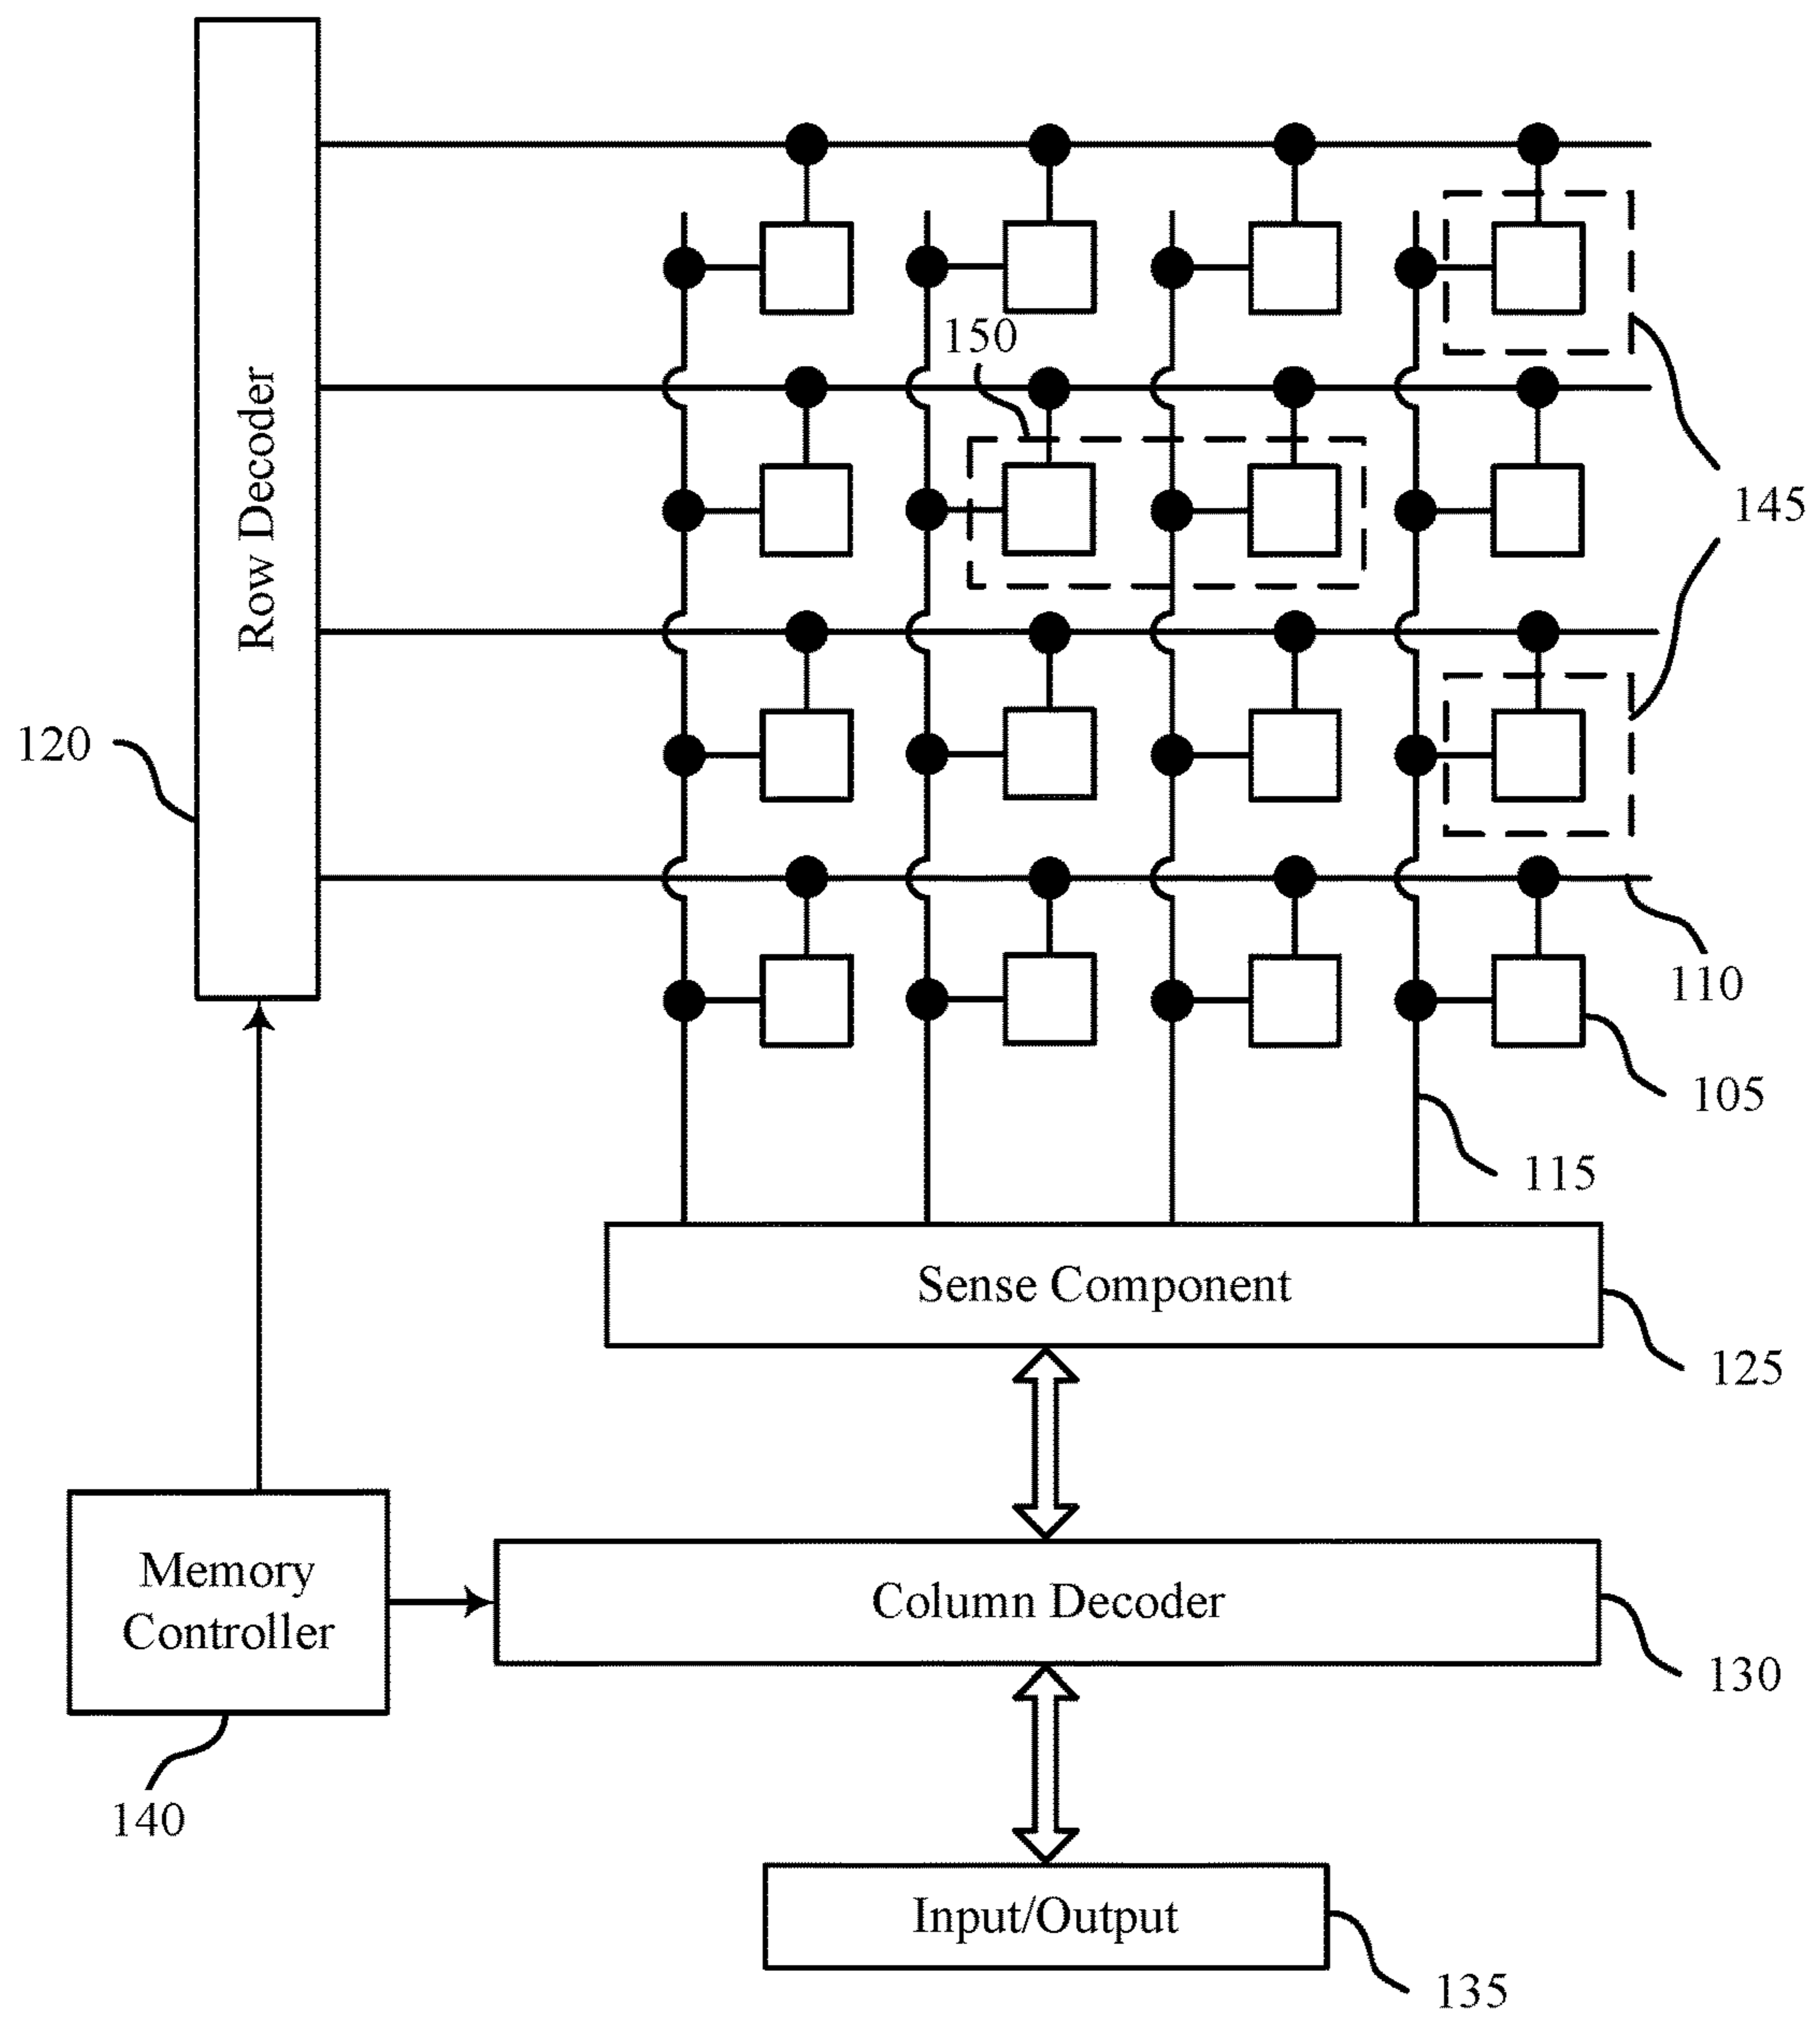 150
145
Row Decoder
120
110
105
115
Sense Component
125
Memory
Controller
Column Decoder
130
140
Input/Output
135